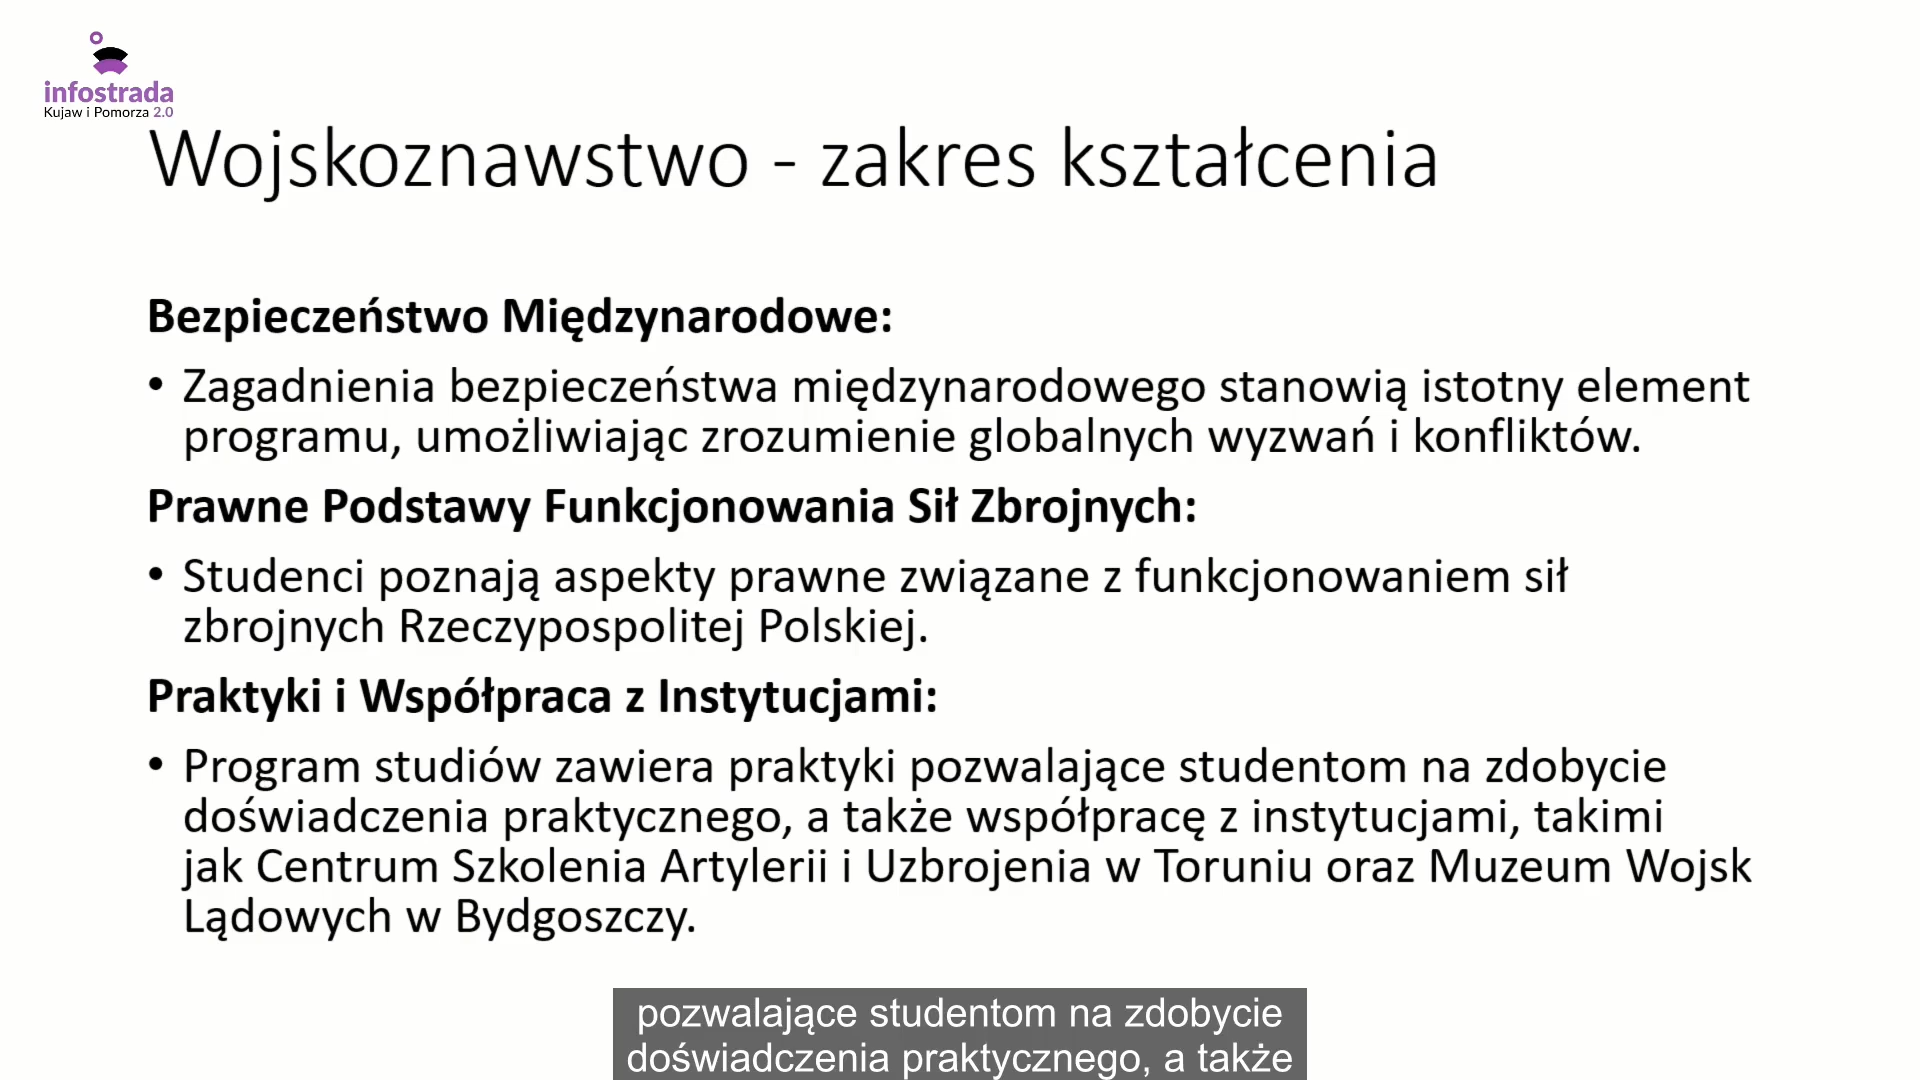 infostrada
Kujaw i Pomorza 2.0
Wojskoznawstwo - zakres kształcenia
Bezpieczeństwo Międzynarodowe:
• Zagadnienia bezpieczeństwa międzynarodowego stanowią istotny element
programu, umożliwiając zrozumienie globalnych wyzwań i konfliktów.
Prawne Podstawy Funkcjonowania Sił Zbrojnych:
• Studenci poznają aspekty prawne związane z funkcjonowaniem sił
zbrojnych Rzeczypospolitej Polskiej.
Praktyki i Współpraca z Instytucjami:
• Program studiów zawiera praktyki pozwalające studentom na zdobycie
doświadczenia praktycznego, a także współpracę z instytucjami, takimi
jak Centrum Szkolenia Artylerii i Uzbrojenia w Toruniu oraz Muzeum Wojsk
Lądowych w Bydgoszczy.
pozwalające studentom na zdobycie
doświadczenia praktycznego, a także